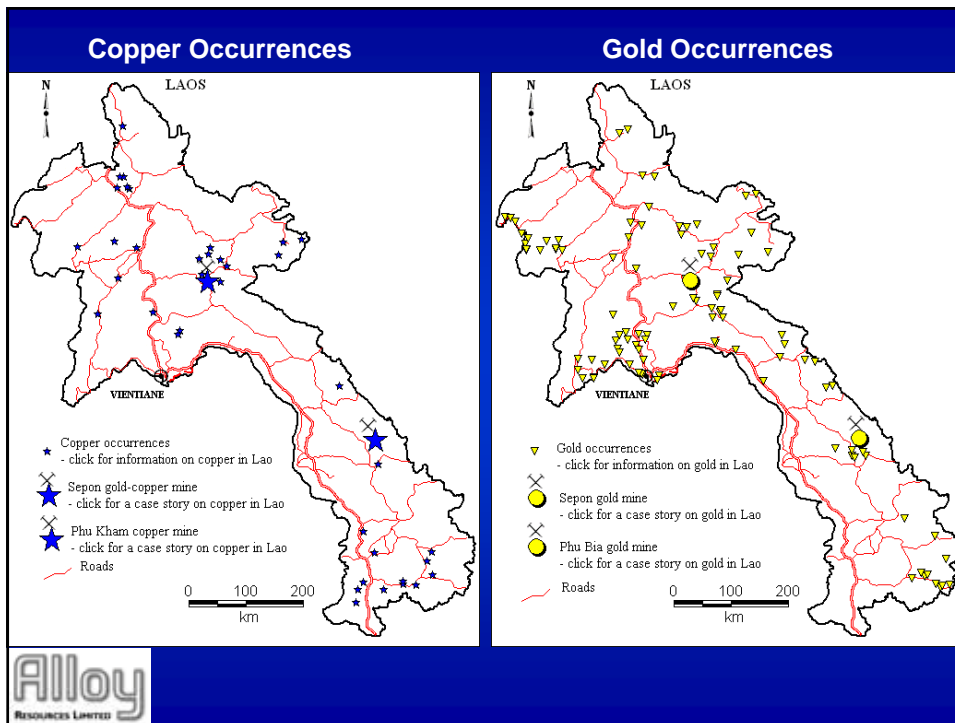 Copper Occurrences
N
LAOS
VIENTIANE
Copper occurrences
- click for information on copper in Lao
Sepon gold-copper mine
- click for a case story on copper in Lao
Phu Kham copper mine
- click for a case story on copper in Lao
Roads
0 100 200
km
Gold Occurrences
N
LAOS
VIENTIANE
Gold occurrences
- click for information on gold in Lao
Sepon gold mine
- click for a case story on gold in Lao
Phu Bia gold mine
- click for a case story on gold in Lao
Roads
0 100 200
km
Alloy
RESOURCES LIMITED